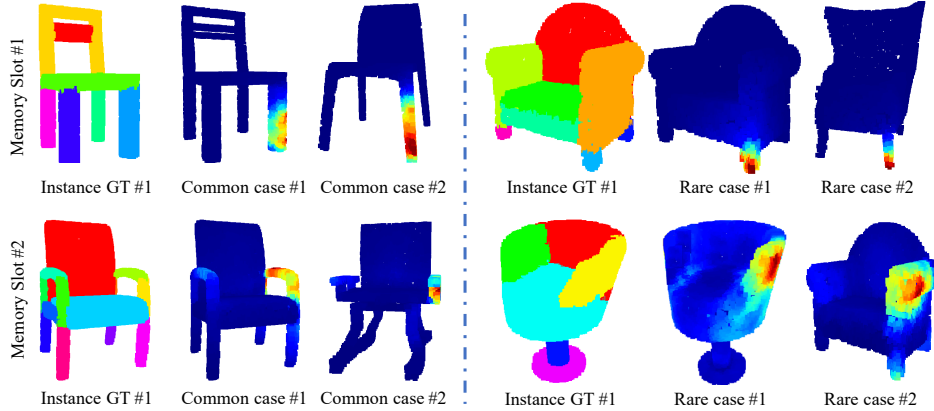 Memory Slot #1
Instance GT #1
Common case #1
Common case #2
Instance GT #1
Rare case #1
Rare case #2
Memory Slot #2
Instance GT #1
Common case #1
Common case #2
Instance GT #1
Rare case #1
Rare case #2